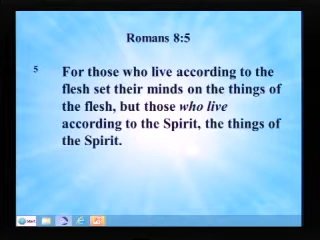 Romans 8:5
5 For those who live according to the
flesh set their minds on the things of
the flesh, but those who live
according to the Spirit, the things of
the Spirit.
Start